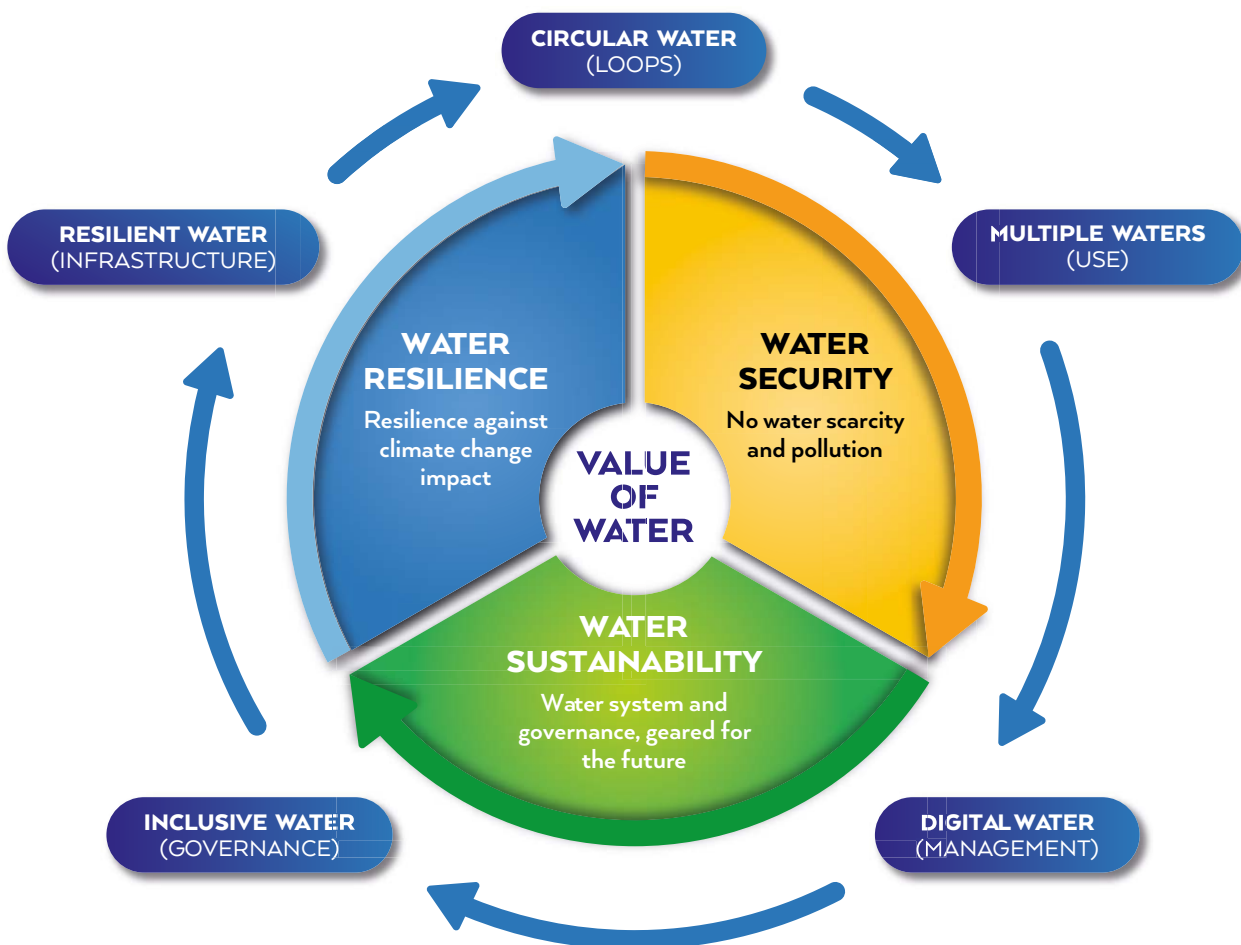 CIRCULAR WATER
(LOOPS)
RESILIENT WATER
(INFRASTRUCTURE)
MULTIPLE WATERS
(USE)
WATER
RESILIENCE
Resilience against
climate change
impact
WATER
SECURITY
No water scarcity
and pollution
VALUE
OF
WATER
WATER
SUSTAINABILITY
Water system and
governance, geared for
the future
INCLUSIVE WATER
(GOVERNANCE)
DIGITAL WATER
(MANAGEMENT)